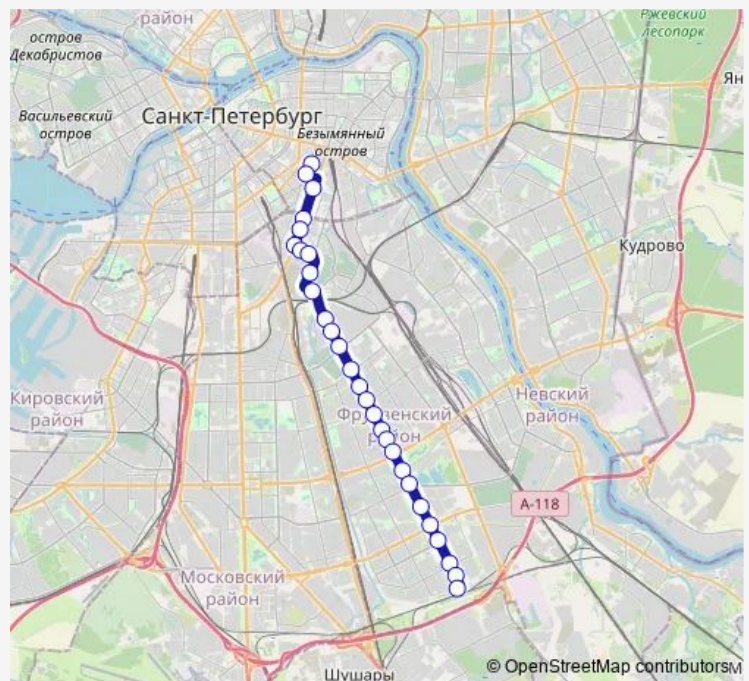 Ржевский
лесопарк
район
остров
Декабристов
Ян
Санкт-Петербург
Васильевский
остров
Безымянный
остров
Кудрово
Кировский
район
Невский
район
Фрунзенский
район
А-118
Московский
район
Шушары
© OpenStreetMap contributors